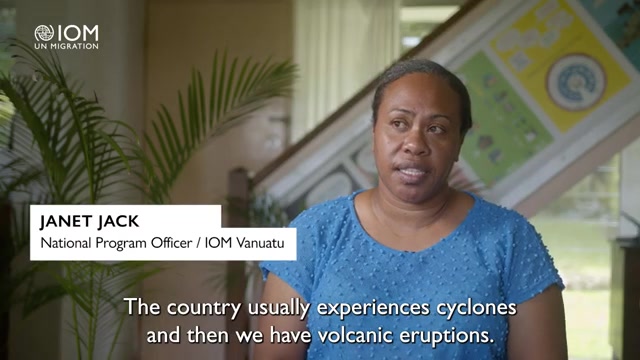 IOM
UN MIGRATION
JANET JACK
National Program Officer / IOM Vanuatu
The country usually experiences cyclones
and then we have volcanic eruptions.